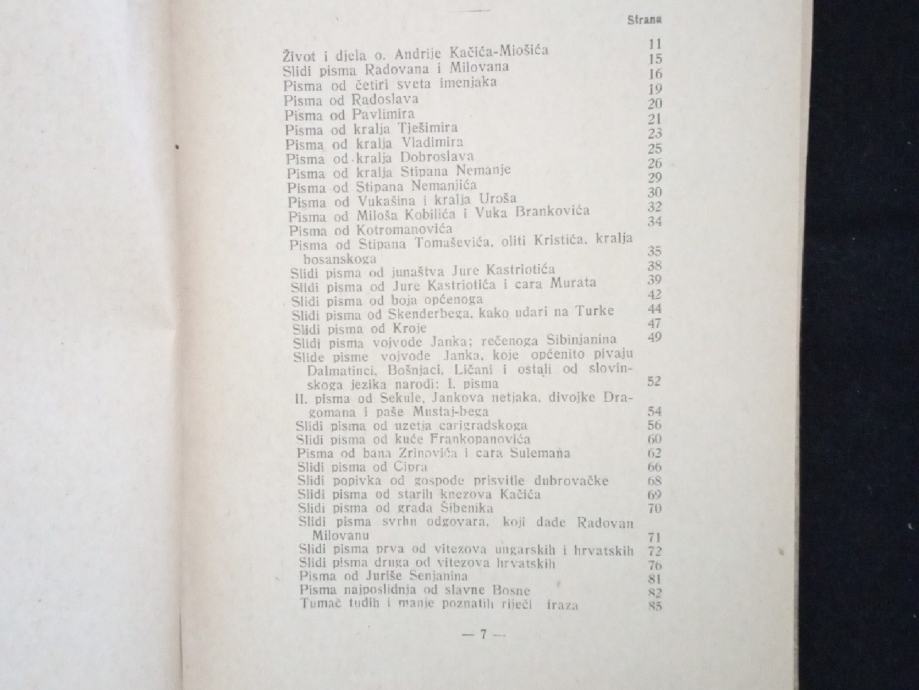 Strana
Život i djela o. Andrije Kačića-Miošića 11
Slidi pisma Radovana i Milovana 15
Pisma od četiri sveta imenjaka 16
Pisma od Radoslava 19
Pisma od Pavlimira 20
Pisma od kralja Tješimira 21
Pisma od kralja Vladimira 23
Pisma od kralja Dobroslava 25
Pisma od kralja Stipana Nemanje 26
Pisma od Stipana Nemanjića 29
Pisma od Vukašina i kralja Uroša 30
Pisma od Miloša Kobilića i Vuka Brankovića 32
Pisma od Kotromanovića 34
Pisma od Stipana Tomaševića, oliti Kristića, kralja
bosanskoga 35
Slidi pisma od junaštva Jure Kastriotića 38
Slidi pisma od Jure Kastriotića i cara Murata 39
Slidi pisma od boja općenoga 42
Slidi pisma od Skenderbega, kako udari na Turke 44
Slidi pisma od Kroje 47
Slidi pisma vojvode Janka; rečenoga Sibinjanina 49
Slide pisme vojvode Janka, koje općenito pivaju
Dalmatinci, Bošnjaci, Ličani i ostali od slovin-
skoga jezika narodi: I. pisma 52
II. pisma od Sekule, Jankova netjaka, divojke Dra-
gomana i paše Mustaj-bega 54
Slidi pisma od uzetja carigradskoga 56
Slidi pisma od kuće Frankopanovića 60
Pisma od bana Zrinovića i cara Sulemana 62
Slidi pisma od Cipra 66
Slidi popivka od gospode prisvitle dubrovačke 68
Slidi pisma od starih knezova Kačića 69
Slidi pisma od grada Šibenika 70
Slidi pisma svrhu odgovara, koji dade Radovan
Milovanu 71
Slidi pisma prva od vitezova ungarskih i hrvatskih 72
Slidi pisma druga od vitezova hrvatskih 76
Pisma od Juriše Senjanina 81
Pisma najposlidnja od slavne Bosne 82
Tumač tuđih i manje poznatih riječi fraza 85
— 7 —